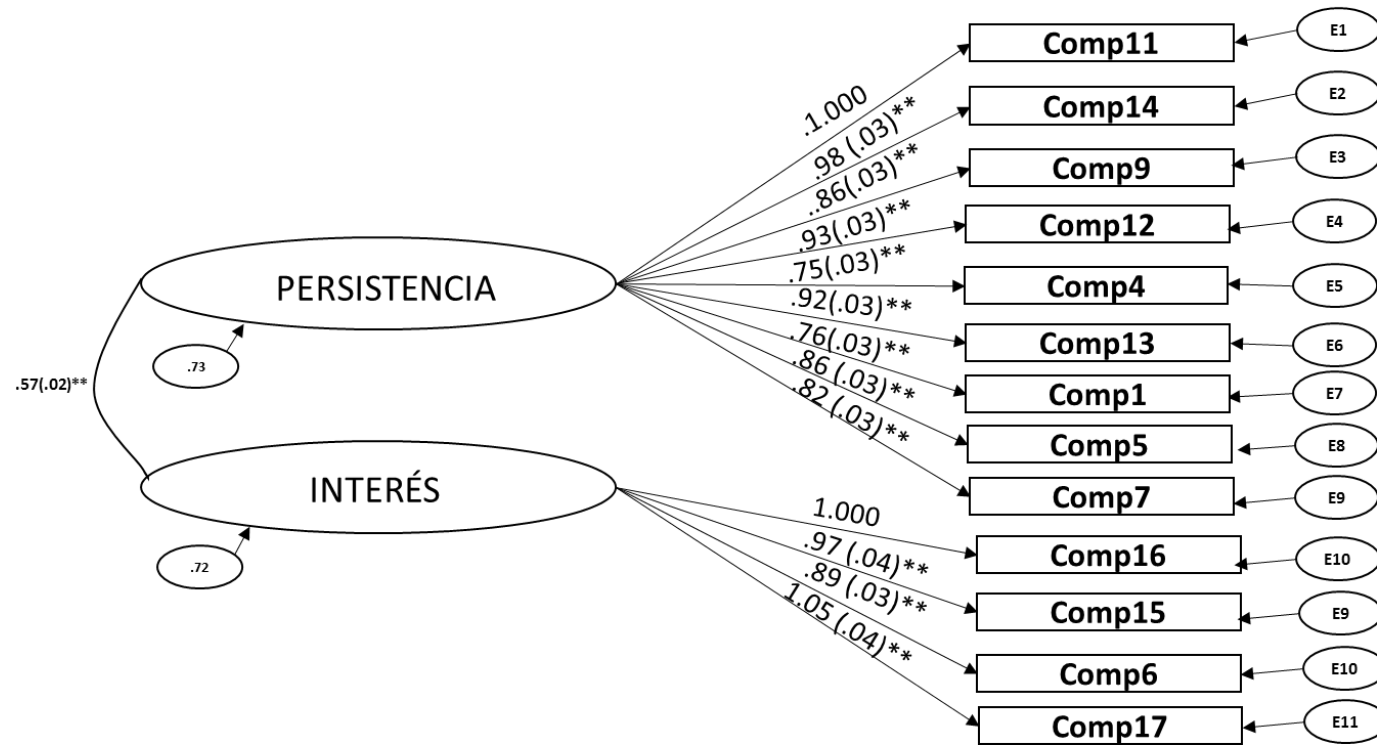 Comp11
E1
Comp14
E2
Comp9
E3
Comp12
E4
Comp4
E5
Comp13
E6
Comp1
E7
Comp5
E8
Comp7
E9
Comp16
E10
Comp15
E9
Comp6
E10
Comp17
E11
.1.000
.98 (.03)**
..86(.03)**
.93(.03)**
.75(.03)**
.92(.03)**
.76(.03)**
.86 (.03)**
.82 (.03)**
1.000
.97 (.04)**
.89 (.03)**
1.05 (.04)**
PERSISTENCIA
.73
.57(.02)**
INTERÉS
.72